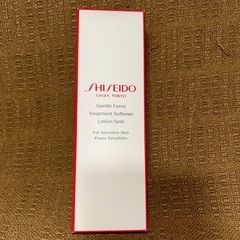 SHISEIDO
GINZA TOKYO
Gentle Force
Treatment Softener
Lotion Soin
For Sensitive Skin
Peaux Sensibles